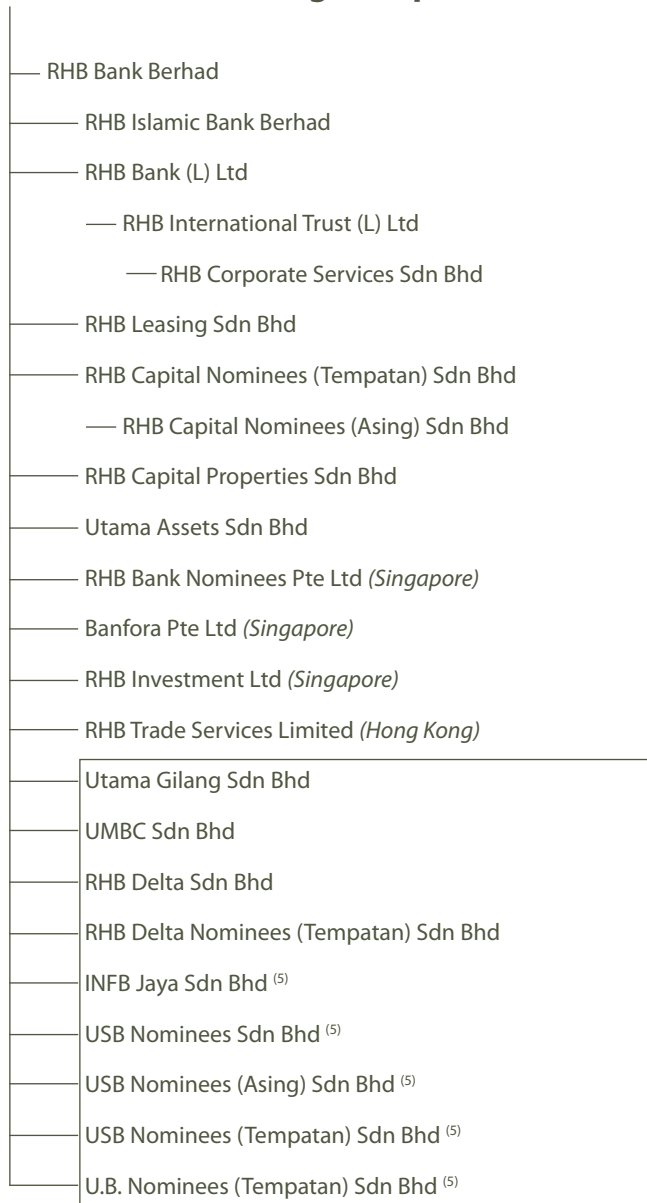 RHB Bank Berhad
RHB Islamic Bank Berhad
RHB Bank (L) Ltd
RHB International Trust (L) Ltd
RHB Corporate Services Sdn Bhd
RHB Leasing Sdn Bhd
RHB Capital Nominees (Tempatan) Sdn Bhd
RHB Capital Nominees (Asing) Sdn Bhd
RHB Capital Properties Sdn Bhd
Utama Assets Sdn Bhd
RHB Bank Nominees Pte Ltd (Singapore)
Banfora Pte Ltd (Singapore)
RHB Investment Ltd (Singapore)
RHB Trade Services Limited (Hong Kong)
Utama Gilang Sdn Bhd
UMBC Sdn Bhd
RHB Delta Sdn Bhd
RHB Delta Nominees (Tempatan) Sdn Bhd
INFB Jaya Sdn Bhd (5)
USB Nominees Sdn Bhd (5)
USB Nominees (Asing) Sdn Bhd (5)
USB Nominees (Tempatan) Sdn Bhd (5)
U.B. Nominees (Tempatan) Sdn Bhd (5)